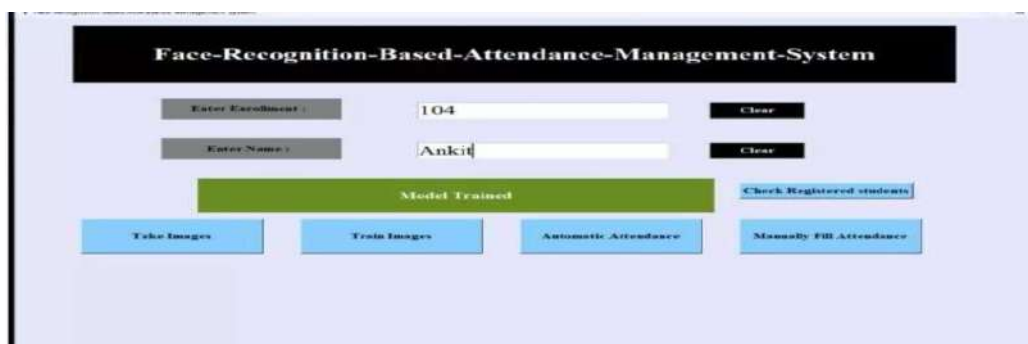 Face-Recognition-Based-Attendance-Management-System
Enter Enrollment : 104 Clear
Enter Name : Ankit Clear
Model Trained Check Registered students
Take Images Train Images Automatic Attendance Manually Fill Attendance